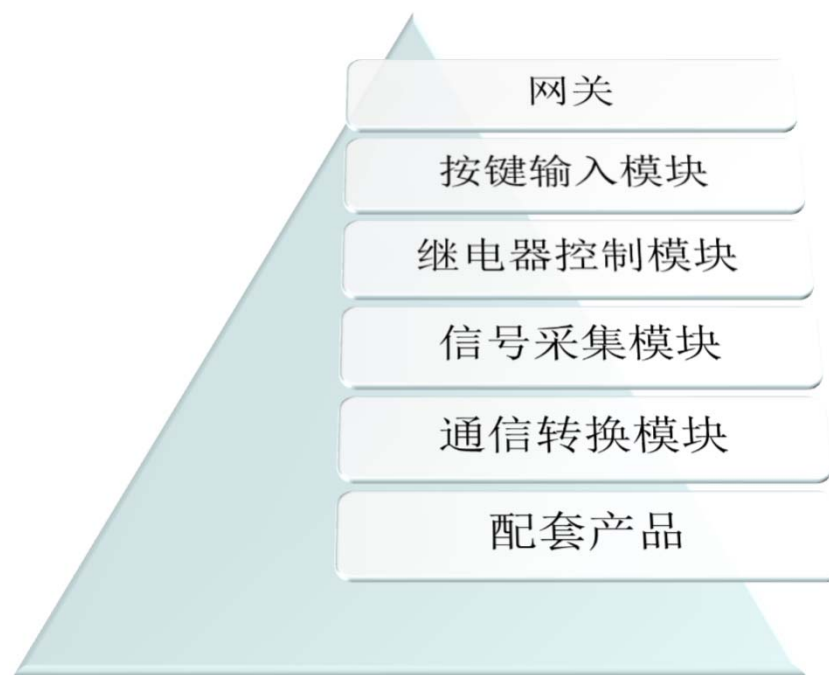 网关
按键输入模块
继电器控制模块
信号采集模块
通信转换模块
配套产品